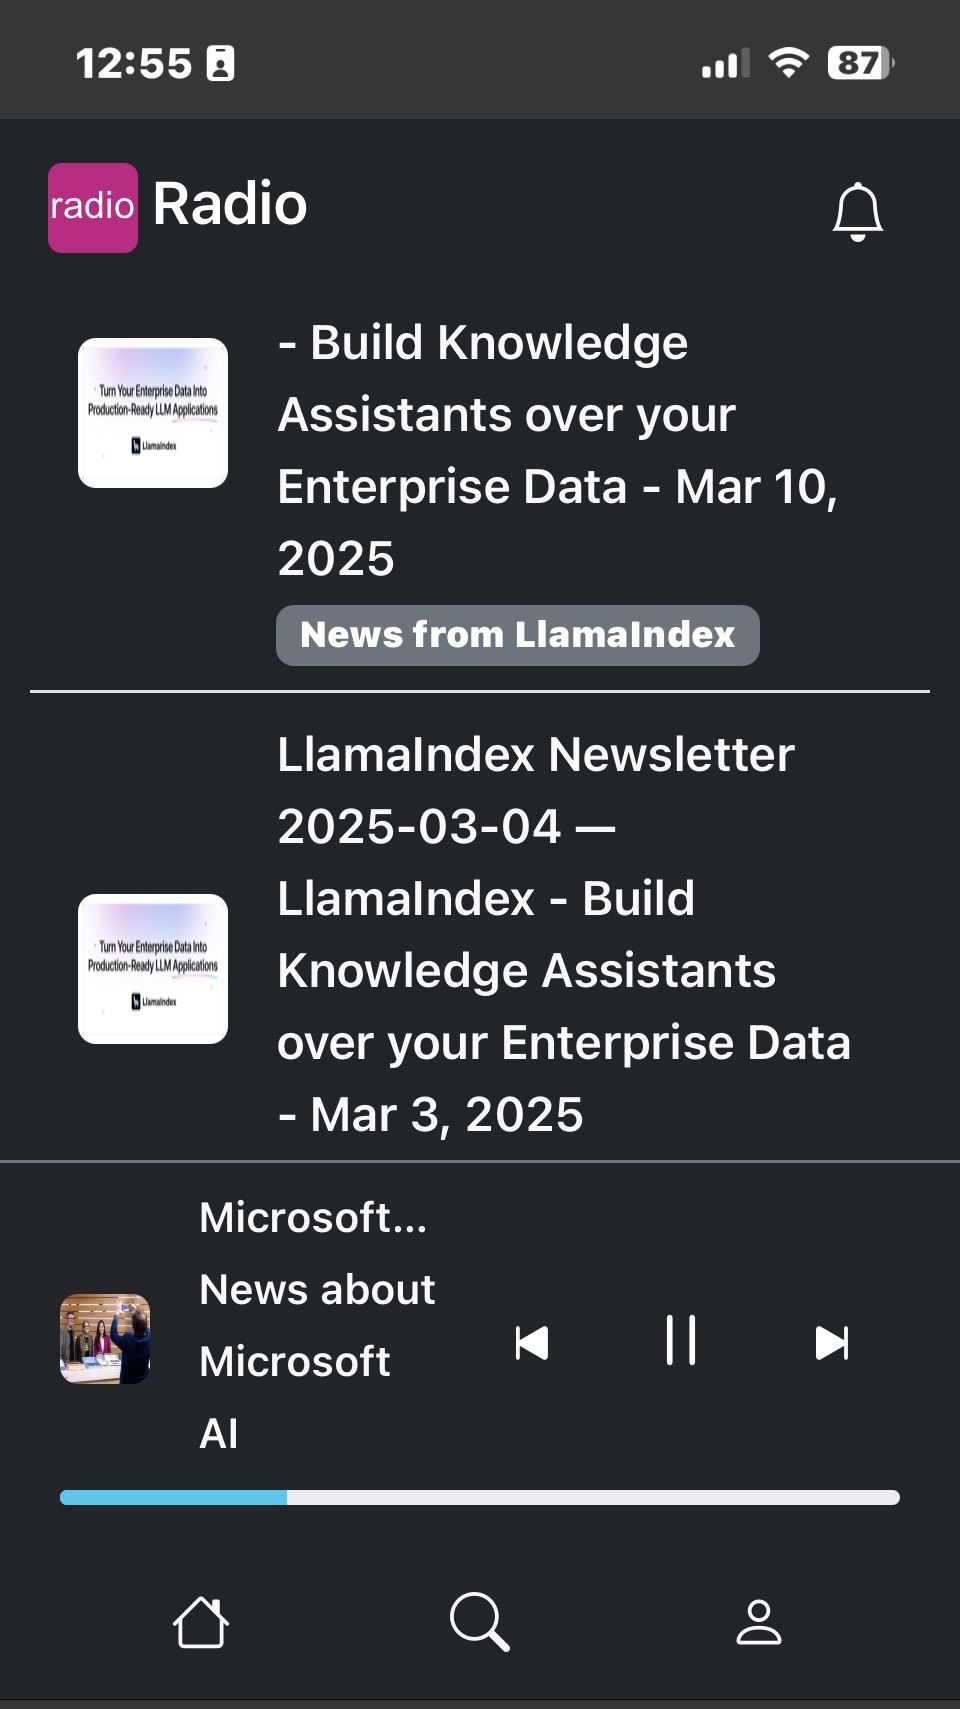 12:55
87
radio Radio
- Build Knowledge
Assistants over your
Enterprise Data - Mar 10,
2025
Turn Your Enterprise Data Into
Production-Ready LLM Applications
LlamaIndex
News from LlamaIndex
LlamaIndex Newsletter
2025-03-04 —
LlamaIndex - Build
Knowledge Assistants
over your Enterprise Data
- Mar 3, 2025
Turn Your Enterprise Data Into
Production-Ready LLM Applications
LlamaIndex
Microsoft...
News about
Microsoft
AI